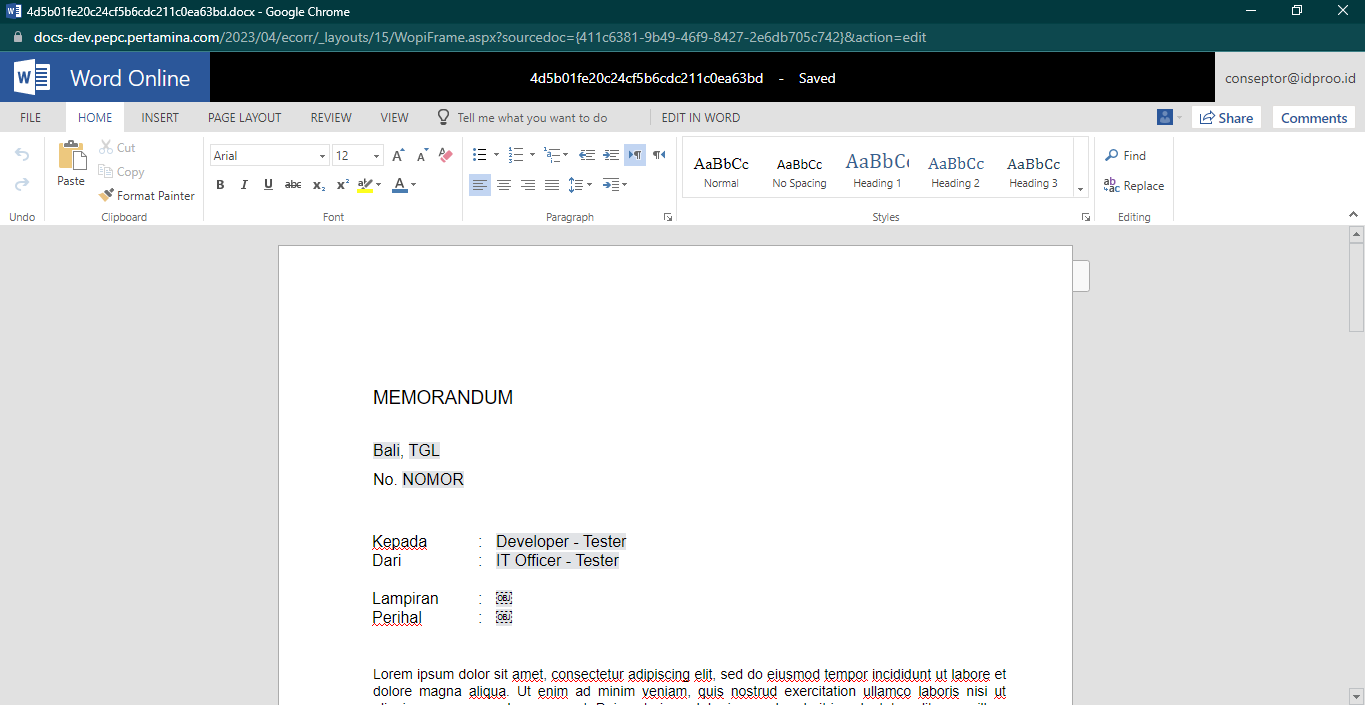 4d5b01fe20c24cf5b6cdc211c0ea63bd.docx - Google Chrome
docs-dev.pepc.pertamina.com/2023/04/ecorr/_layouts/15/WopiFrame.aspx?sourcedoc={411c6381-9b49-46f9-8427-2e6db705c742}&action=edit
Word Online 4d5b01fe20c24cf5b6cdc211c0ea63bd - Saved conseptor@idproo.id
FILE HOME INSERT PAGE LAYOUT REVIEW VIEW Tell me what you want to do EDIT IN WORD Share Comments
Paste
Cut
Copy
Format Painter
Arial 12
B I U abc x₂ x² A
AaBbCc AaBbCc AaBbC AaBbCc AaBbCc
Normal No Spacing Heading 1 Heading 2 Heading 3
Find
Replace
Undo Clipboard Font Paragraph Styles Editing
MEMORANDUM
Bali, TGL
No. NOMOR
Kepada : Developer - Tester
Dari : IT Officer - Tester
Lampiran : OBJ
Perihal : OBJ
Lorem ipsum dolor sit amet, consectetur adipiscing elit, sed do eiusmod tempor incididunt ut labore et
dolore magna aliqua. Ut enim ad minim veniam, quis nostrud exercitation ullamco laboris nisi ut